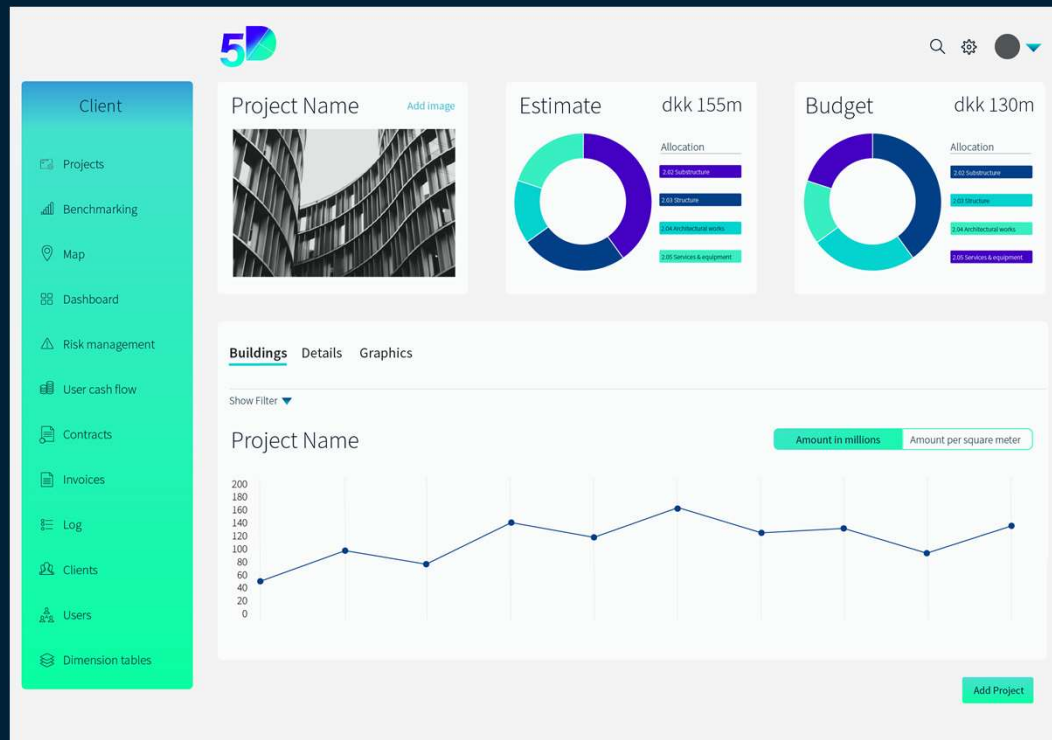 5D
Client
Projects
Benchmarking
Map
Dashboard
Risk management
User cash flow
Contracts
Invoices
Log
Clients
Users
Dimension tables
Project Name
Add image
Estimate
dkk 155m
Allocation
2.02 Substructure
2.03 Structure
2.04 Architectural works
2.05 Services & equipment
Budget
dkk 130m
Allocation
2.02 Substructure
2.03 Structure
2.04 Architectural works
2.05 Services & equipment
Buildings Details Graphics
Show Filter
Project Name
Amount in millions
Amount per square meter
200
180
160
140
120
100
80
60
40
20
0
Add Project